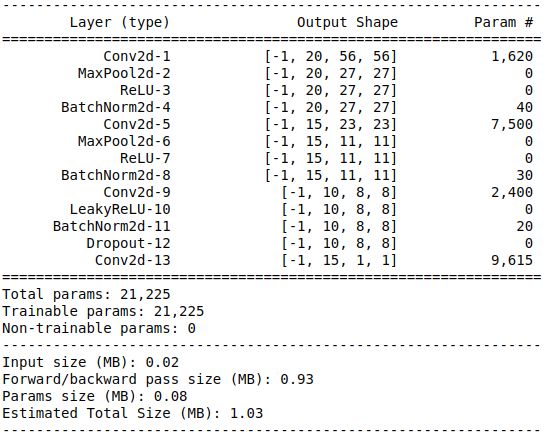 ----------------------------------------------------------------
Layer (type) Output Shape Param #
================================================================
Conv2d-1 [-1, 20, 56, 56] 1,620
MaxPool2d-2 [-1, 20, 27, 27] 0
ReLU-3 [-1, 20, 27, 27] 0
BatchNorm2d-4 [-1, 20, 27, 27] 40
Conv2d-5 [-1, 15, 23, 23] 7,500
MaxPool2d-6 [-1, 15, 11, 11] 0
ReLU-7 [-1, 15, 11, 11] 0
BatchNorm2d-8 [-1, 15, 11, 11] 30
Conv2d-9 [-1, 10, 8, 8] 2,400
LeakyReLU-10 [-1, 10, 8, 8] 0
BatchNorm2d-11 [-1, 10, 8, 8] 20
Dropout-12 [-1, 10, 8, 8] 0
Conv2d-13 [-1, 15, 1, 1] 9,615
================================================================
Total params: 21,225
Trainable params: 21,225
Non-trainable params: 0
----------------------------------------------------------------
Input size (MB): 0.02
Forward/backward pass size (MB): 0.93
Params size (MB): 0.08
Estimated Total Size (MB): 1.03
----------------------------------------------------------------